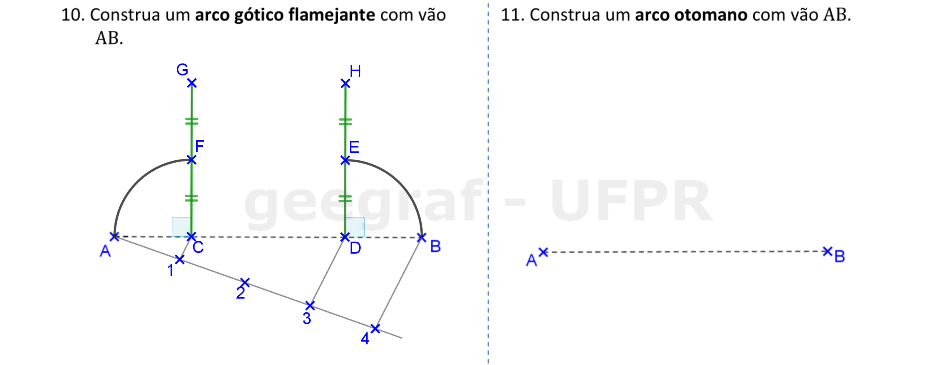 10. Construa um arco gótico flamejante com vão
AB.
G
H
F
E
A
C
D
B
1
2
3
4
11. Construa um arco otomano com vão AB.
A
B
geegraf - UFPR